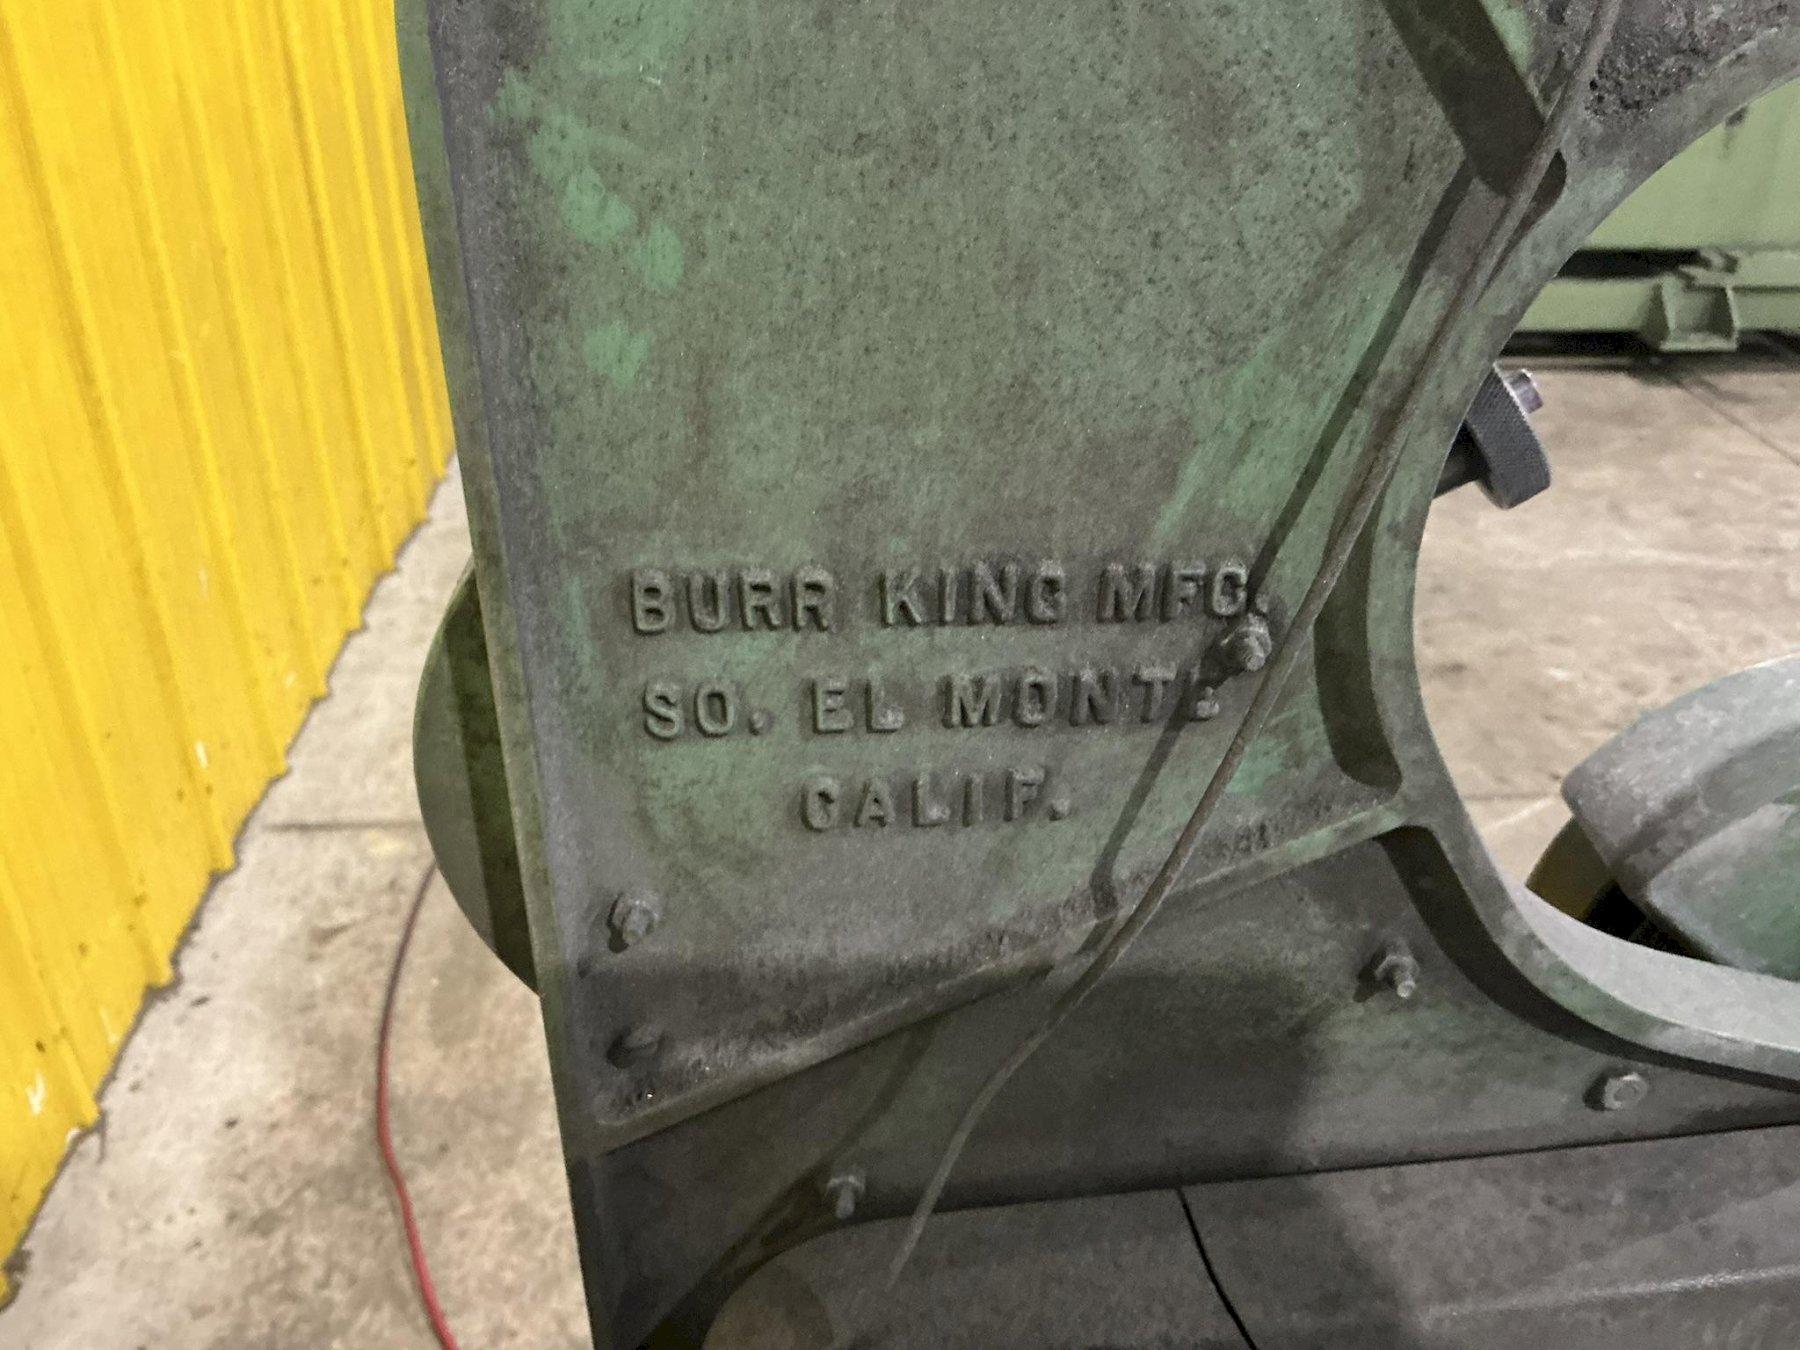 BURR KING MFG.
SO. EL MONTE
CALIF.